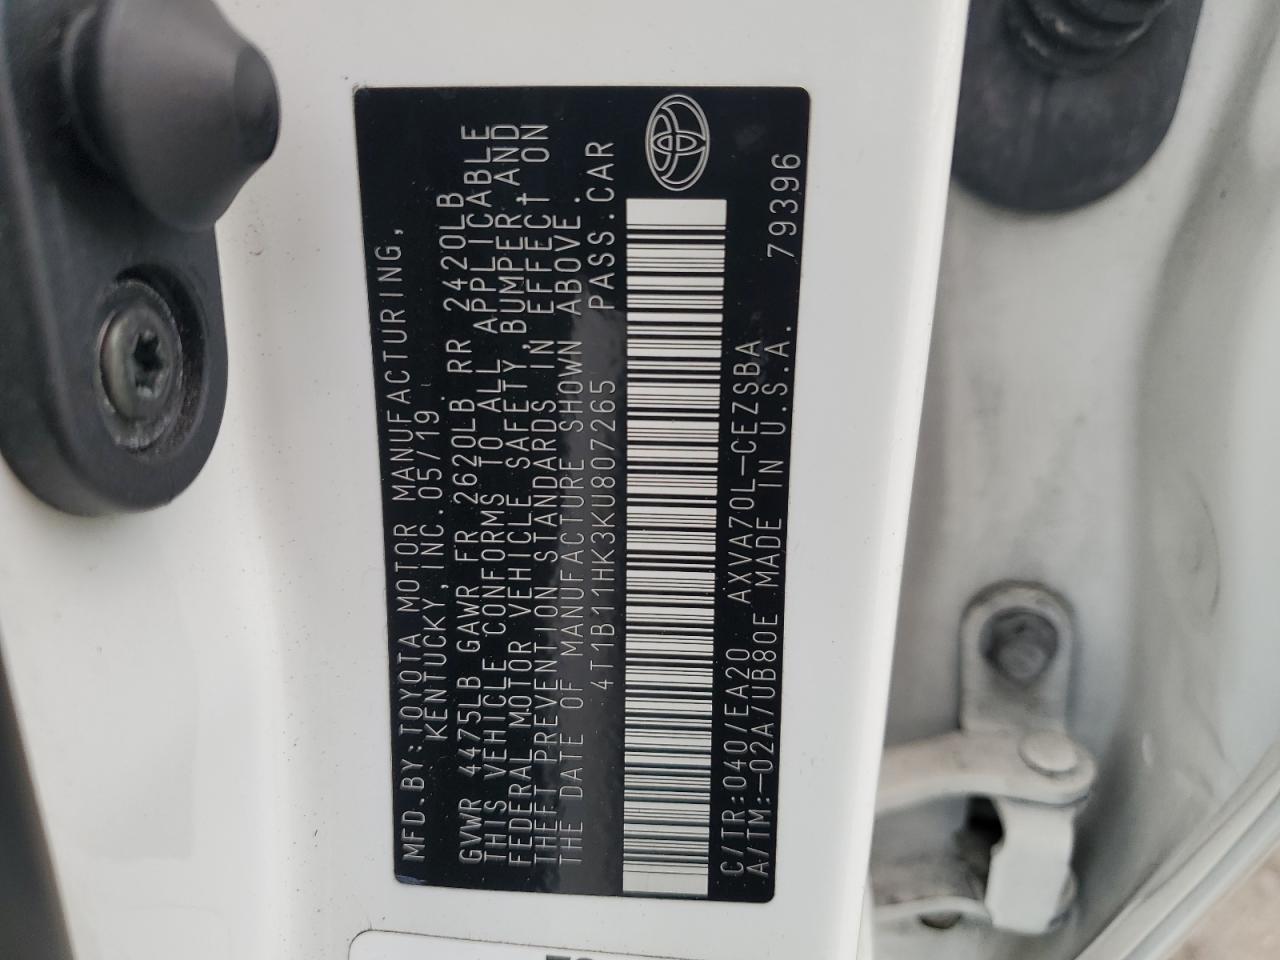 MFD.BY:TOYOTA MOTOR MANUFACTURING,
KENTUCKY, INC. 05/19
GVWR 4475LB GAWR FR 2620LB. RR 2420LB
THIS VEHICLE CONFORMS TO ALL APPLICABLE
FEDERAL MOTOR VEHICLE SAFETY, BUMPER AND
THEFT PREVENTION STANDARDS IN EFFECT ON
THE DATE OF MANUFACTURE SHOWN ABOVE.
4T1B11HK3KU807265 PASS.CAR
C/TR:040/EA20 AXVA70L-CEZSBA 79396
A/TM:-02A/UB80E MADE IN U.S.A.